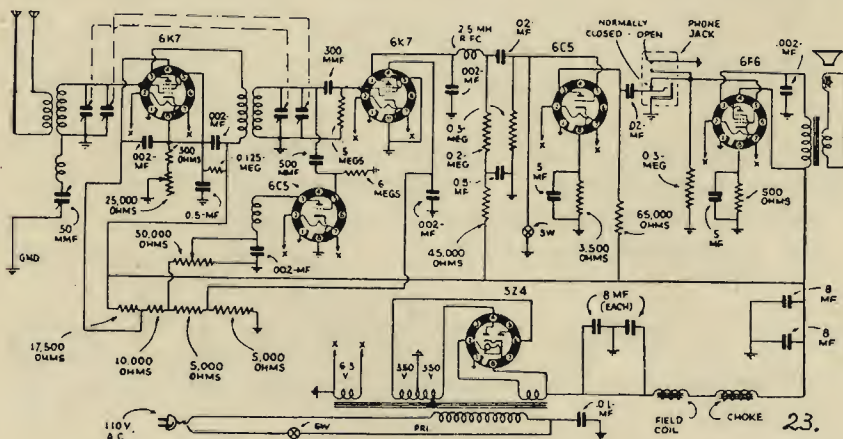 6K7
300
MMF
6K7
2.5 MH
R FC
.02-
MF
6C5
NORMALLY
CLOSED - OPEN
PHONE
JACK
6F6
.002-
MF
.002-
MF
.002-
MF
300
OHMS
0.125-
MEG
25,000
OHMS
0.5-MF
500
MMF
5
MEGS
6
MEGS
6C5
.002-
MF
0.3-
MEG
0.2-
MEG
0.5-
MF
5
MF
.02-
MF
0.3-
MEG
5
MF
500
OHMS
50
MMF
GND
50,000
OHMS
.002-MF
.002-
MF
45,000
OHMS
SW
3,500
OHMS
65,000
OHMS
17,500
OHMS
10,000
OHMS
5,000
OHMS
5,000
OHMS
5Z4
8 MF
(EACH)
8
MF
8
MF
6.3
V
350
V
350
V
110 V.
A.C.
SW
PRI.
.01-
MF
FIELD
COIL
CHOKE
23.